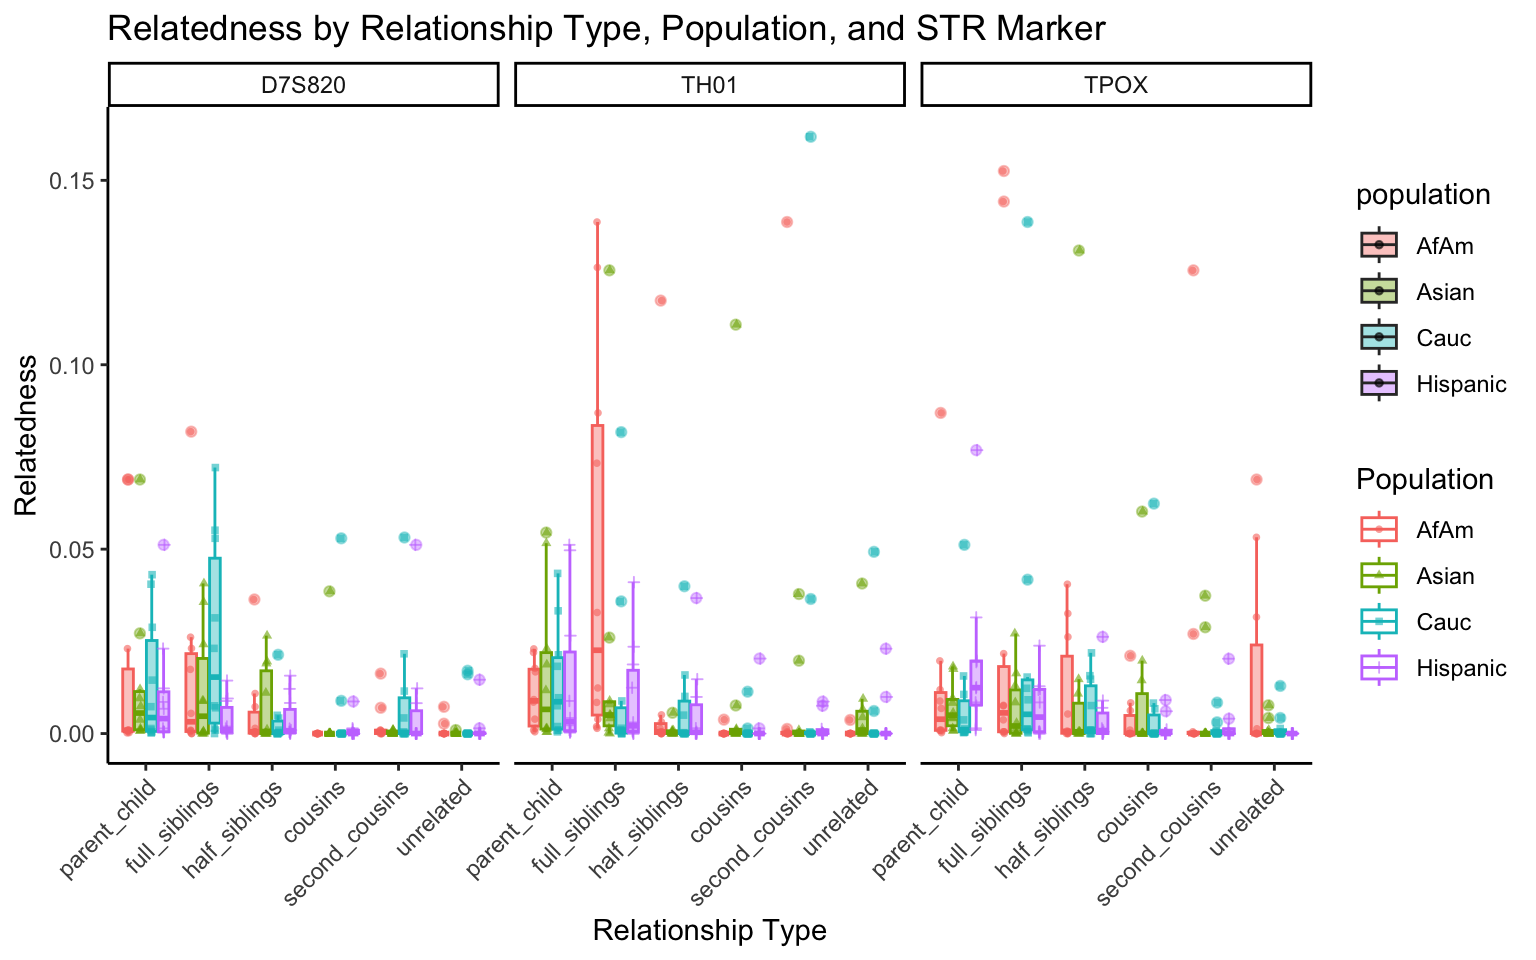 Relatedness by Relationship Type, Population, and STR Marker
D7S820
TH01
TPOX
Relatedness
0.15
0.10
0.05
0.00
parent_child
full_siblings
half_siblings
cousins
second_cousins
unrelated
parent_child
full_siblings
half_siblings
cousins
second_cousins
unrelated
parent_child
full_siblings
half_siblings
cousins
second_cousins
unrelated
Relationship Type
population
AfAm
Asian
Cauc
Hispanic
Population
AfAm
Asian
Cauc
Hispanic